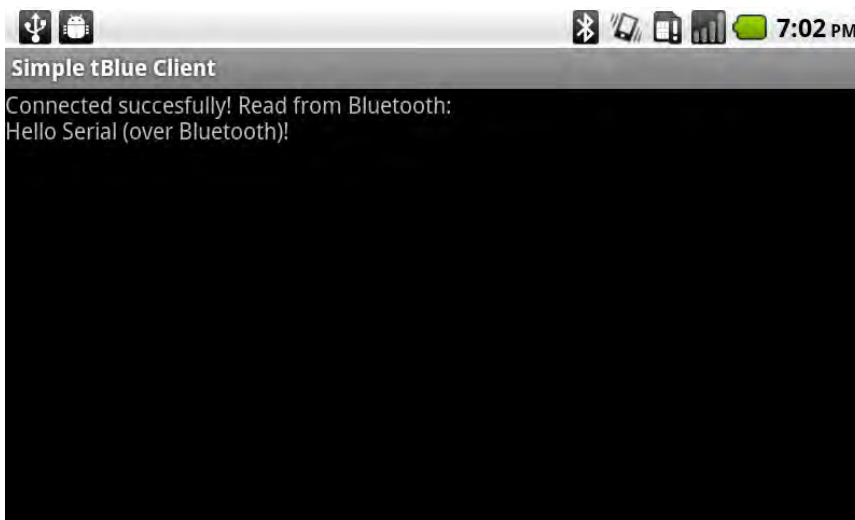 7:02 PM
Simple tBlue Client
Connected succesfully! Read from Bluetooth:
Hello Serial (over Bluetooth)!